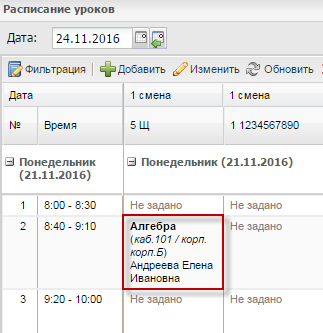 Расписание уроков
Дата: 24.11.2016
Фильтрация Добавить Изменить Обновить
Дата 1 смена 1 смена
№ Время 5 Щ 1 1234567890
Понедельник (21.11.2016) Понедельник (21.11.2016)
1 8:00 - 8:30 Не задано Не задано
2 8:40 - 9:10 Алгебра Не задано
(каб.101 / корп.
корп.Б)
Андреева Елена
Ивановна
3 9:20 - 10:00 Не задано Не задано